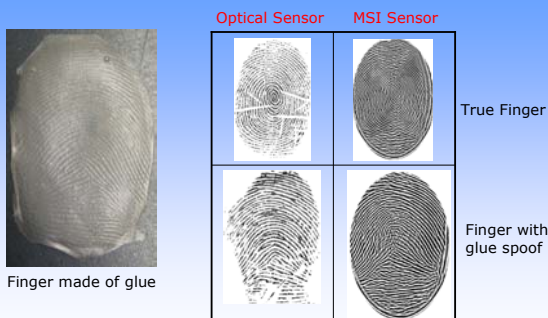 Optical Sensor MSI Sensor
True Finger
Finger with
glue spoof
Finger made of glue